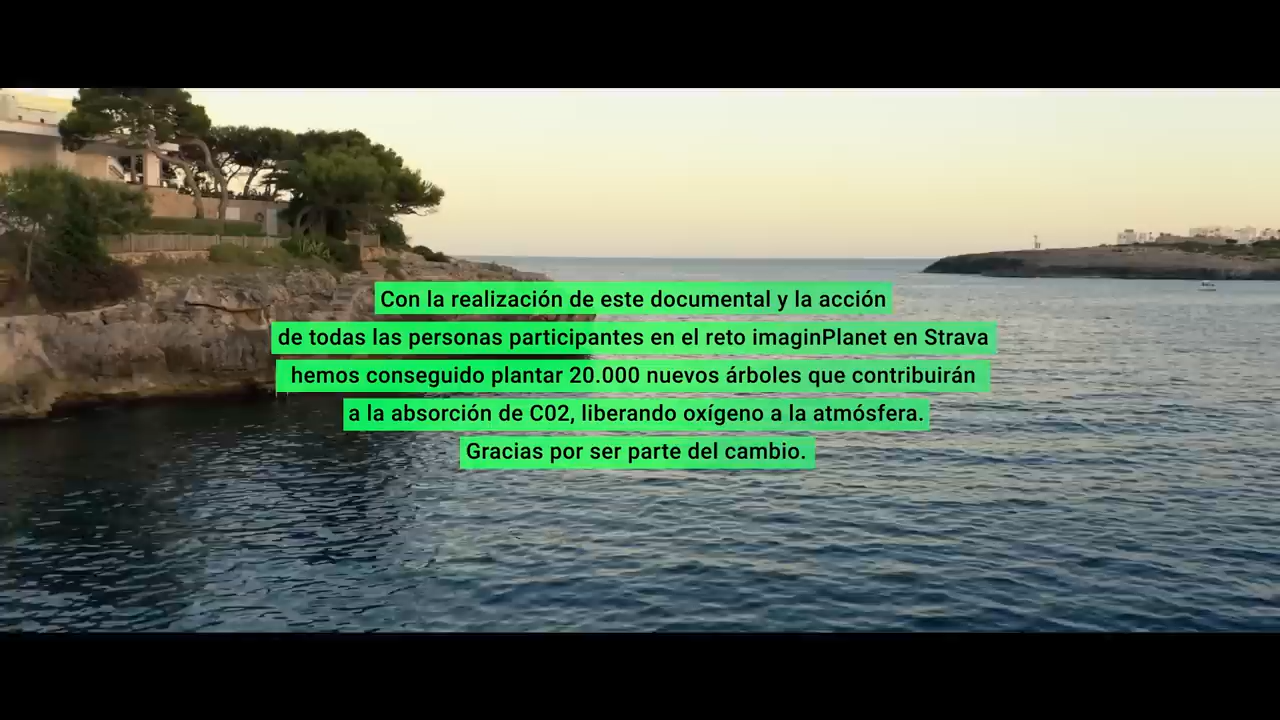 Con la realización de este documental y la acción
de todas las personas participantes en el reto imaginPlanet en Strava
hemos conseguido plantar 20.000 nuevos árboles que contribuirán
a la absorción de C02, liberando oxígeno a la atmósfera.
Gracias por ser parte del cambio.